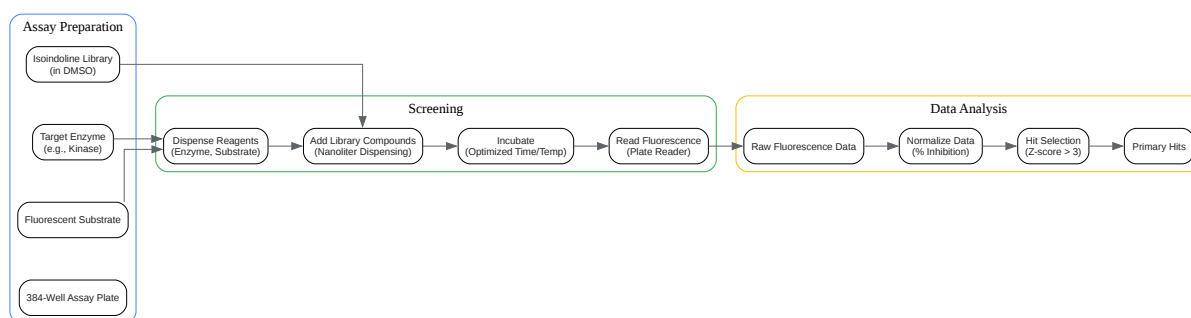 Assay Preparation
Isoindoline Library
(in DMSO)
Target Enzyme
(e.g., Kinase)
Fluorescent Substrate
384-Well Assay Plate
Screening
Dispense Reagents
(Enzyme, Substrate)
Add Library Compounds
(Nanoliter Dispensing)
Incubate
(Optimized Time/Temp)
Read Fluorescence
(Plate Reader)
Data Analysis
Raw Fluorescence Data
Normalize Data
(% Inhibition)
Hit Selection
(Z-score > 3)
Primary Hits